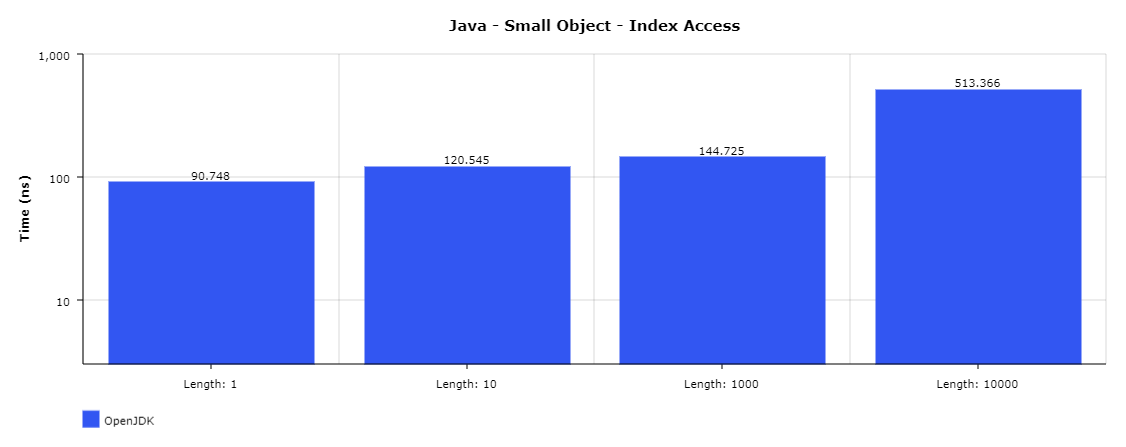 Java - Small Object - Index Access
Time (ns)
1,000
100
10
90.748
120.545
144.725
513.366
Length: 1
Length: 10
Length: 1000
Length: 10000
OpenJDK